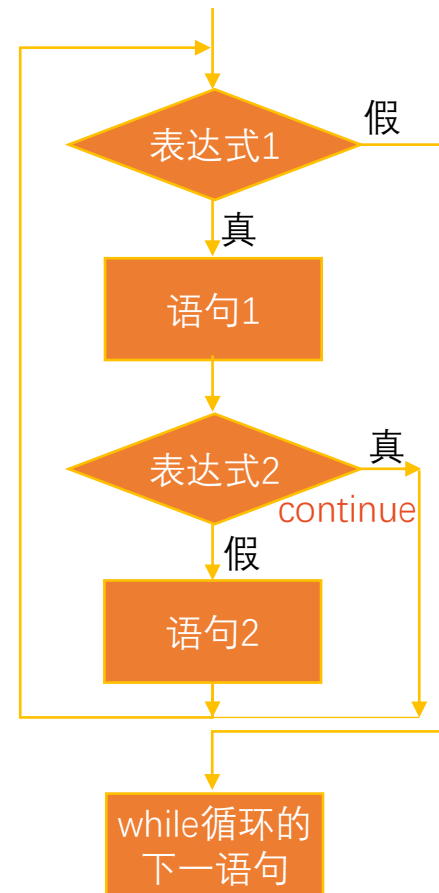 假
表达式1
真
语句1
真
表达式2
continue
假
语句2
while循环的
下一语句